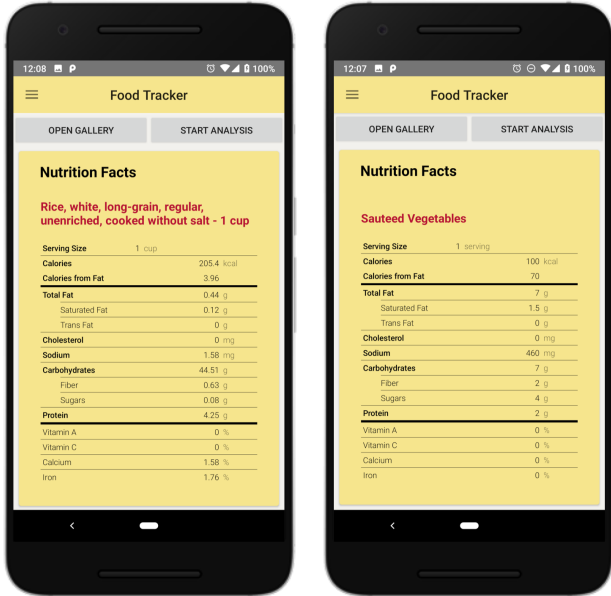 12:08 100%
Food Tracker
OPEN GALLERY START ANALYSIS
Nutrition Facts
Rice, white, long-grain, regular,
unenriched, cooked without salt - 1 cup
Serving Size 1 cup
Calories 205.4 kcal
Calories from Fat 3.96
Total Fat 0.44 g
Saturated Fat 0.12 g
Trans Fat 0 g
Cholesterol 0 mg
Sodium 1.58 mg
Carbohydrates 44.51 g
Fiber 0.63 g
Sugars 0.08 g
Protein 4.25 g
Vitamin A 0 %
Vitamin C 0 %
Calcium 1.58 %
Iron 1.76 %
12:07 100%
Food Tracker
OPEN GALLERY START ANALYSIS
Nutrition Facts
Sauteed Vegetables
Serving Size 1 serving
Calories 100 kcal
Calories from Fat 70
Total Fat 7 g
Saturated Fat 1.5 g
Trans Fat 0 g
Cholesterol 0 mg
Sodium 460 mg
Carbohydrates 7 g
Fiber 2 g
Sugars 4 g
Protein 2 g
Vitamin A 0 %
Vitamin C 0 %
Calcium 0 %
Iron 0 %